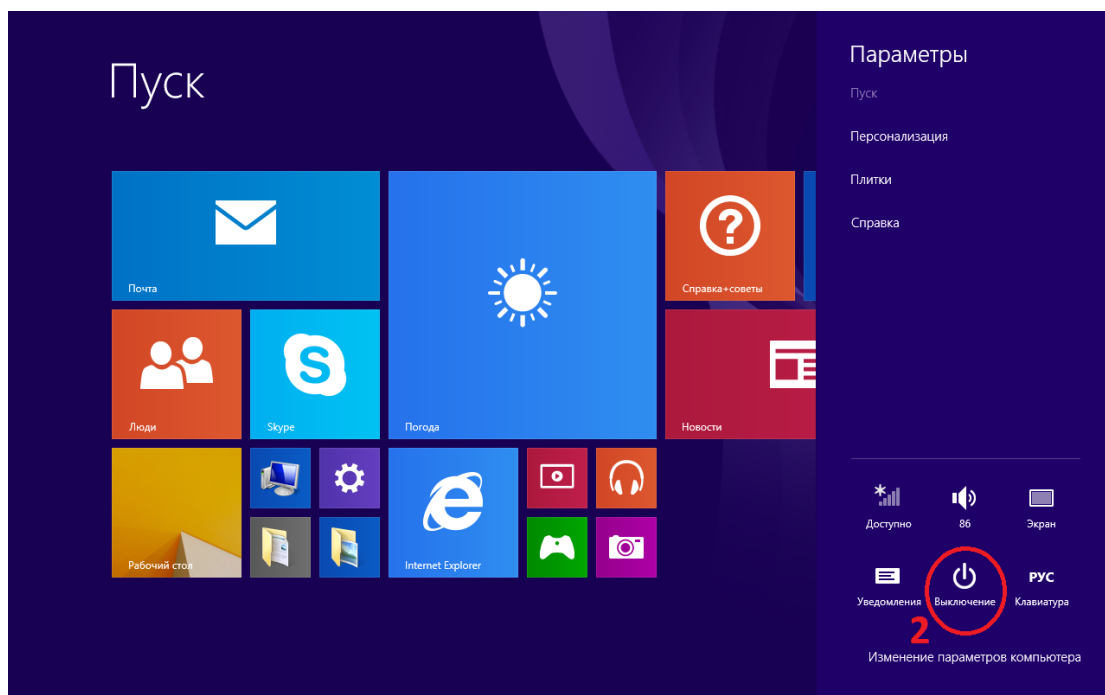 Пуск
Почта
Люди
Skype
Погода
Справка+советы
Новости
Рабочий стол
Internet Explorer
Параметры
Пуск
Персонализация
Плитки
Справка
Доступно
86
Экран
Уведомления
Выключение
РУС
Клавиатура
2
Изменение параметров компьютера